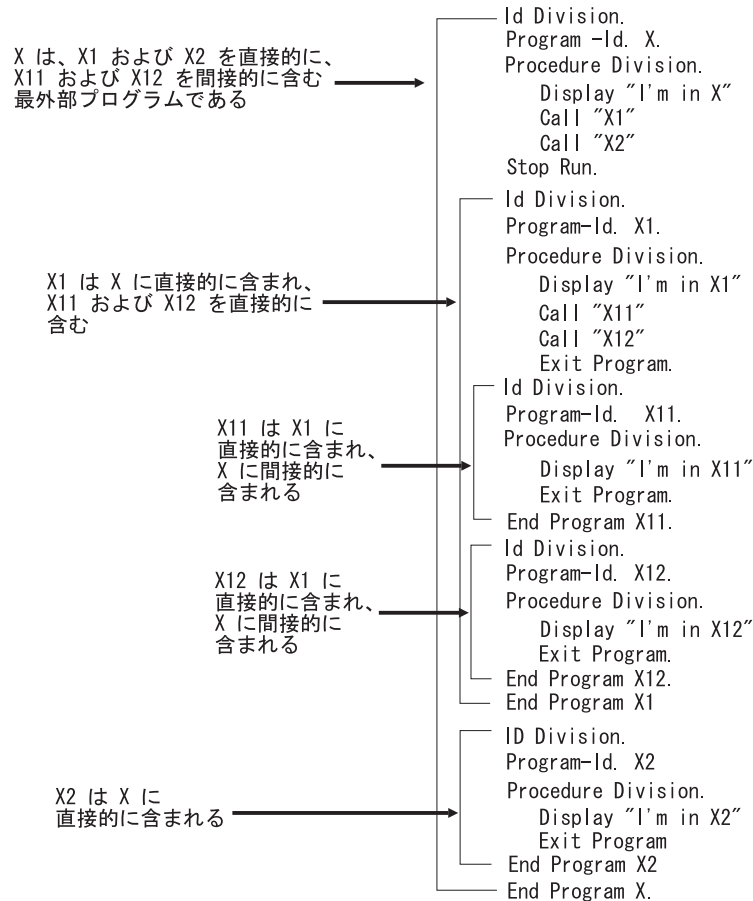 X は、X1 および X2 を直接的に、
X11 および X12 を間接的に含む
最外部プログラムである
Id Division.
Program -Id. X.
Procedure Division.
Display "I'm in X"
Call "X1"
Call "X2"
Stop Run.
X1 は X に直接的に含まれ、
X11 および X12 を直接的に
含む
Id Division.
Program-Id. X1.
Procedure Division.
Display "I'm in X1"
Call "X11"
Call "X12"
Exit Program.
X11 は X1 に
直接的に含まれ、
X に間接的に
含まれる
Id Division.
Program-Id. X11.
Procedure Division.
Display "I'm in X11"
Exit Program.
End Program X11.
X12 は X1 に
直接的に含まれ、
X に間接的に
含まれる
Id Division.
Program-Id. X12.
Procedure Division.
Display "I'm in X12"
Exit Program.
End Program X12.
End Program X1
X2 は X に
直接的に含まれる
ID Division.
Program-Id. X2
Procedure Division.
Display "I'm in X2"
Exit Program
End Program X2
End Program X.